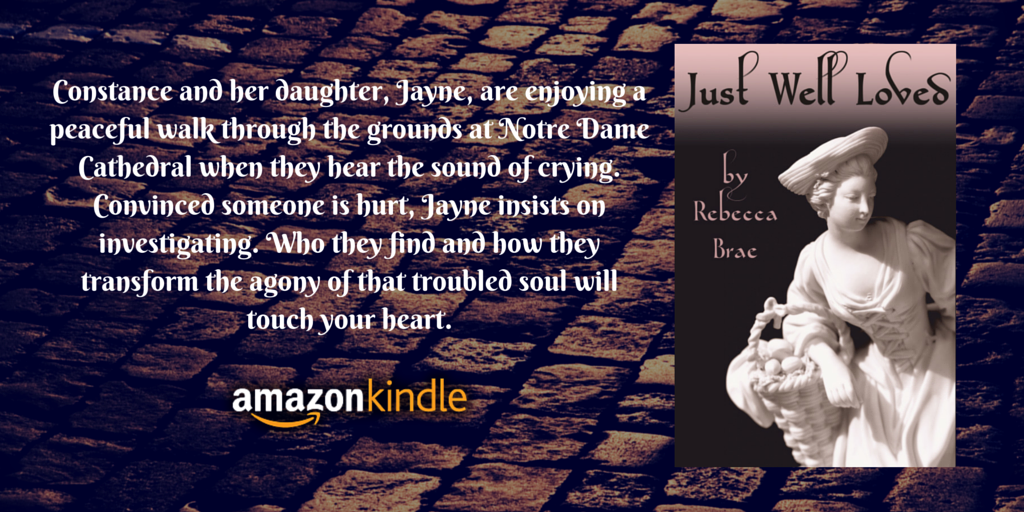 Constance and her daughter, Jayne, are enjoying a
peaceful walk through the grounds at Notre Dame
Cathedral when they hear the sound of crying.
Convinced someone is hurt, Jayne insists on
investigating. Who they find and how they
transform the agony of that troubled soul will
touch your heart.
amazonkindle
Just Well Loved
by
Rebecca
Brae